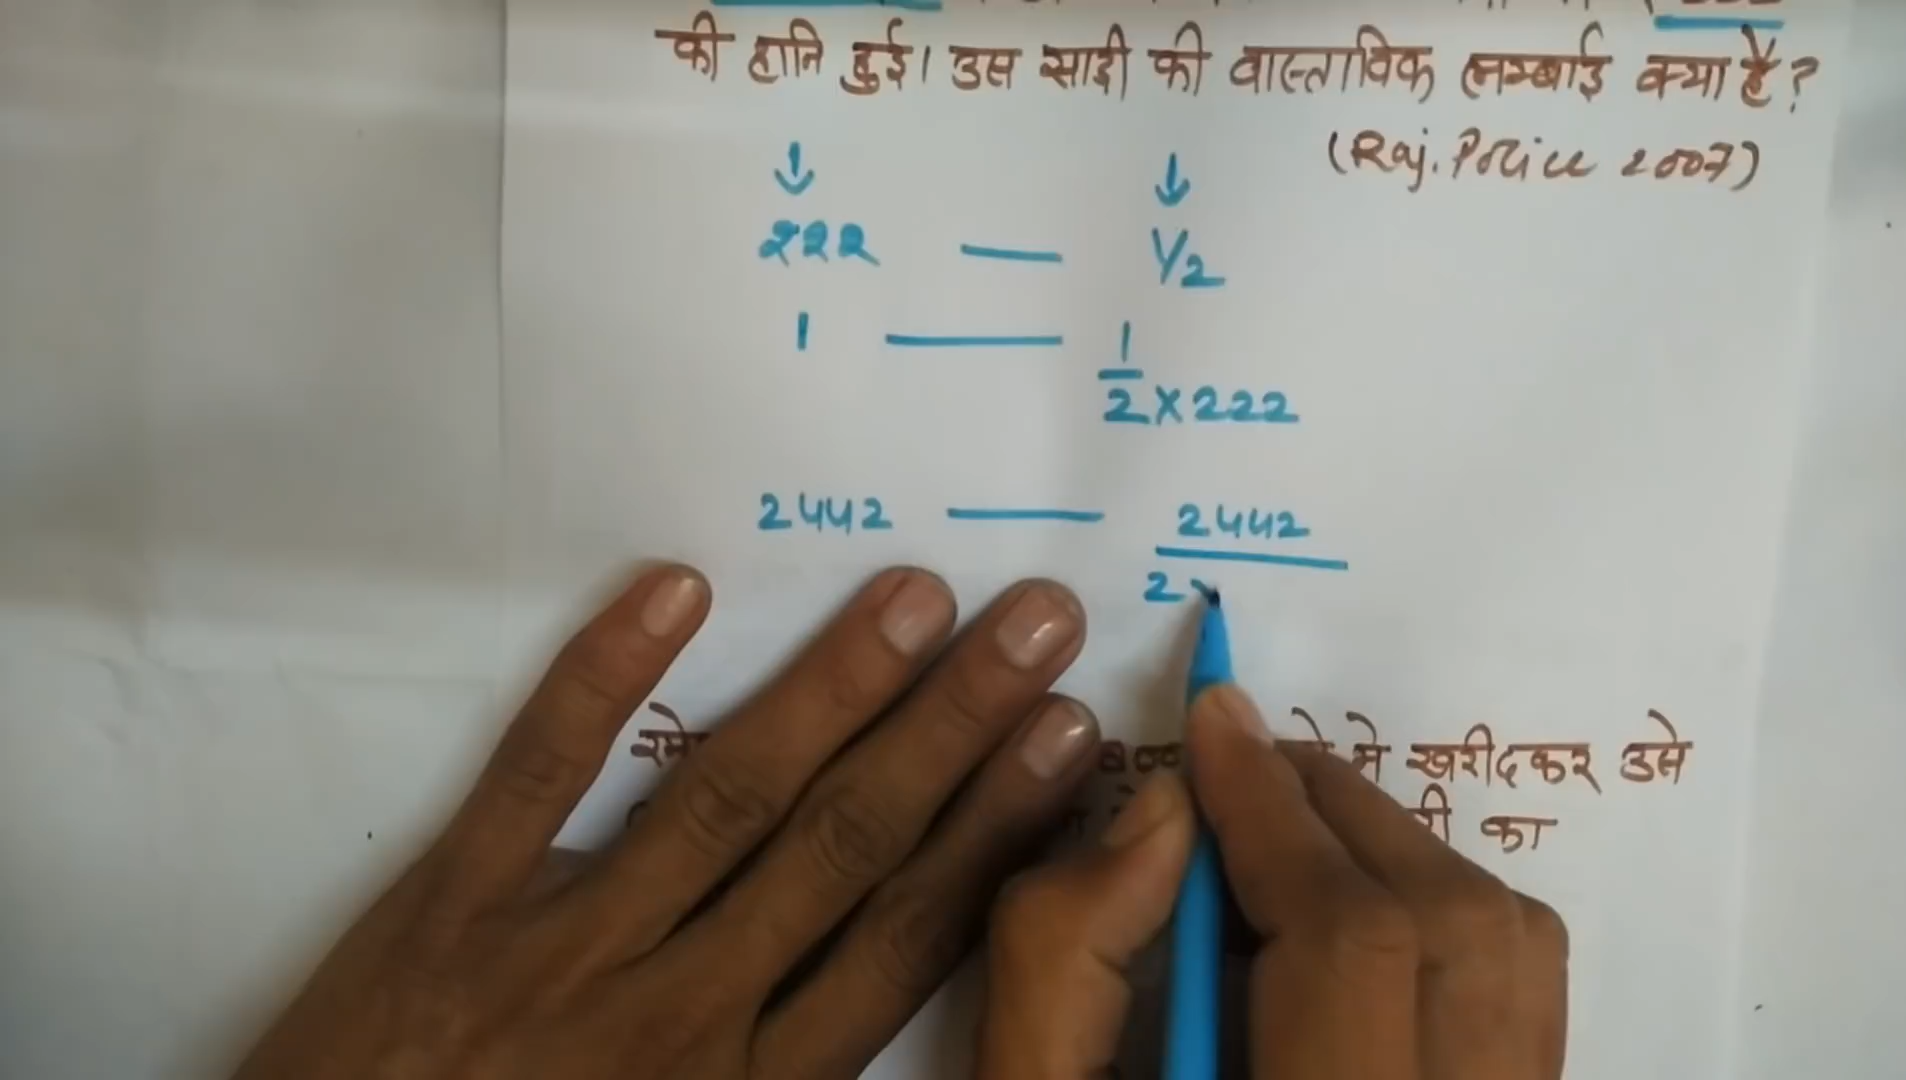 की हानि हुई। उस साड़ी की वास्तविक लम्बाई क्या है?
(Raj. Police 2007)
↓ ↓
222 — 1/2
1 — 1/2×222
2442 — 2442/2×
में खरीदकर उसे
का